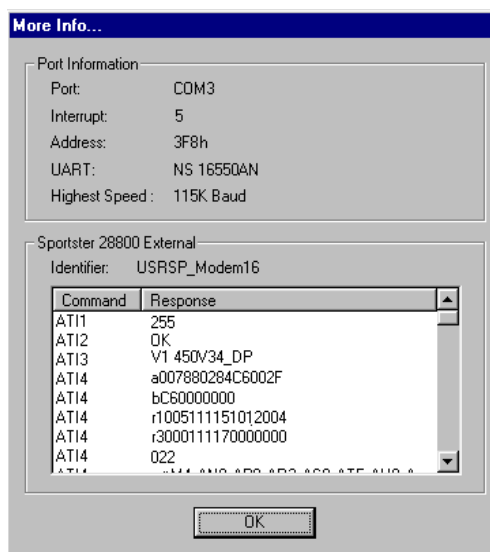 More Info...
Port Information
Port: COM3
Interrupt: 5
Address: 3F8h
UART: NS 16550AN
Highest Speed : 115K Baud
Sportster 28800 External
Identifier: USRSP_Modem16
Command Response
ATI1 255
ATI2 OK
ATI3 V1 450V34_DP
ATI4 a007880284C6002F
ATI4 bC60000000
ATI4 r1005111151012004
ATI4 r3000111170000000
ATI4 022
ATI4
OK